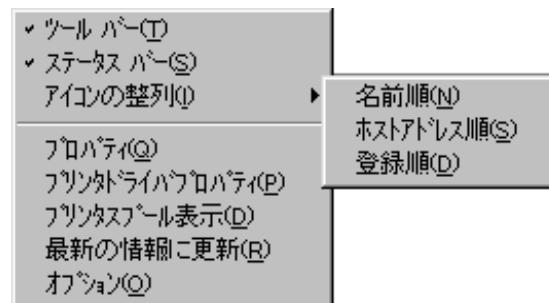 ツール バー(T)
ステータス バー(S)
アイコンの整列(I)
プロパティ(Q)
プリンタドライバプロパティ(P)
プリンタスプール表示(D)
最新の情報に更新(R)
オプション(O)
名前順(N)
ホストアドレス順(S)
登録順(D)